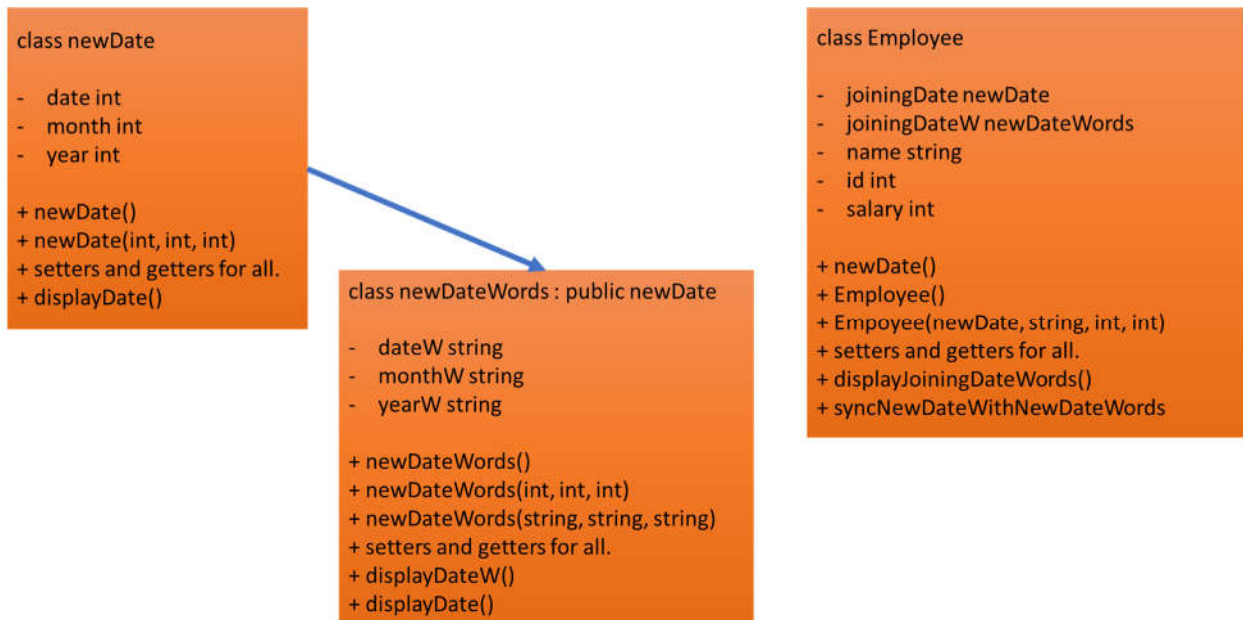 class newDate
- date int
- month int
- year int
+ newDate()
+ newDate(int, int, int)
+ setters and getters for all.
+ displayDate()
class newDateWords : public newDate
- dateW string
- monthW string
- yearW string
+ newDateWords()
+ newDateWords(int, int, int)
+ newDateWords(string, string, string)
+ setters and getters for all.
+ displayDateW()
+ displayDate()
class Employee
- joiningDate newDate
- joiningDateW newDateWords
- name string
- id int
- salary int
+ newDate()
+ Employee()
+ Empoyee(newDate, string, int, int)
+ setters and getters for all.
+ displayJoiningDateWords()
+ syncNewDateWithNewDateWords